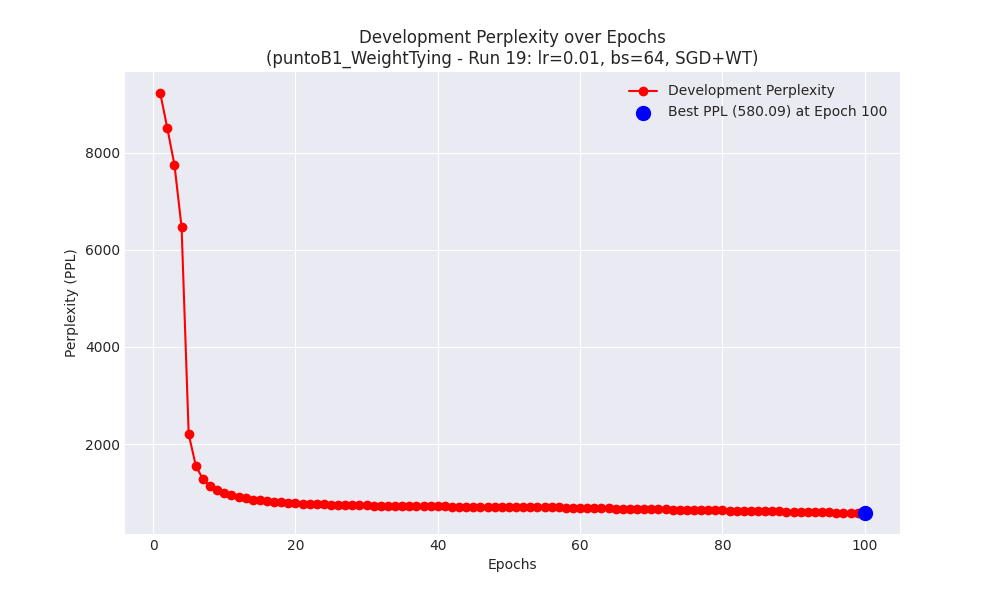 Development Perplexity over Epochs
(puntoB1_WeightTying - Run 19: lr=0.01, bs=64, SGD+WT)
Development Perplexity
Best PPL (580.09) at Epoch 100
Perplexity (PPL)
8000
6000
4000
2000
0 20 40 60 80 100
Epochs